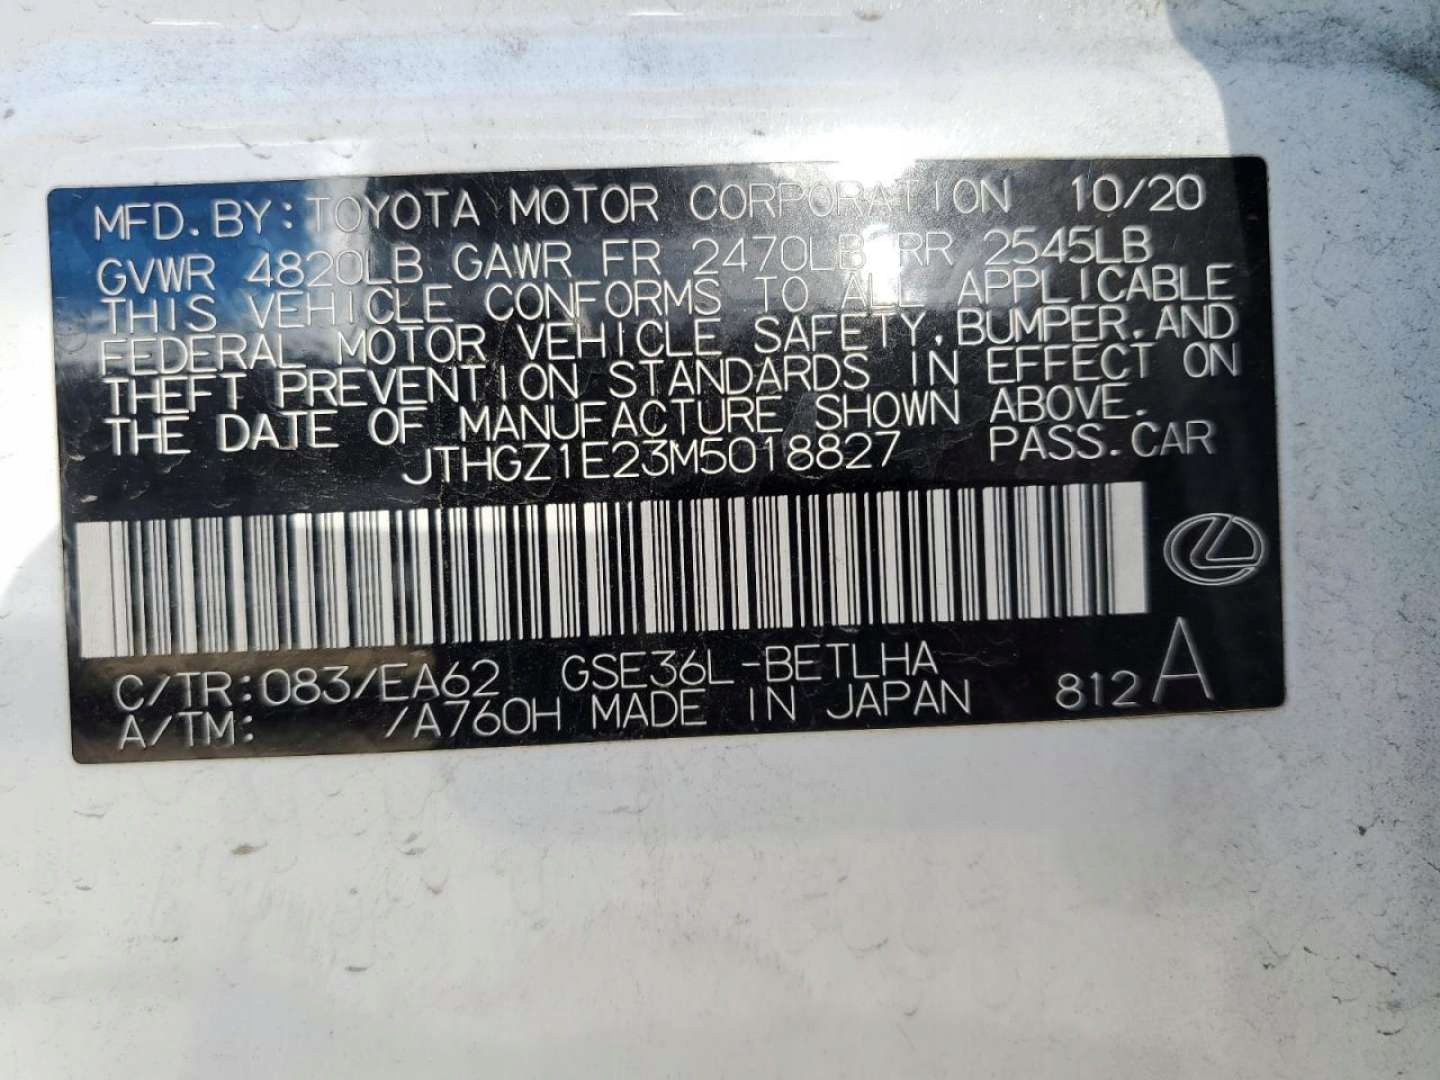 MFD. BY: TOYOTA MOTOR CORPORATION 10/20
GVWR 4820LB GAWR FR 2470LB RR 2545LB
THIS VEHICLE CONFORMS TO ALL APPLICABLE
FEDERAL MOTOR VEHICLE SAFETY, BUMPER, AND
THEFT PREVENTION STANDARDS IN EFFECT ON
THE DATE OF MANUFACTURE SHOWN ABOVE.
JTHGZ1E23M5018827 PASS. CAR
C/TR: 083/EA62 GSE36L-BETLHA
A/TM: /A760H MADE IN JAPAN 812 A